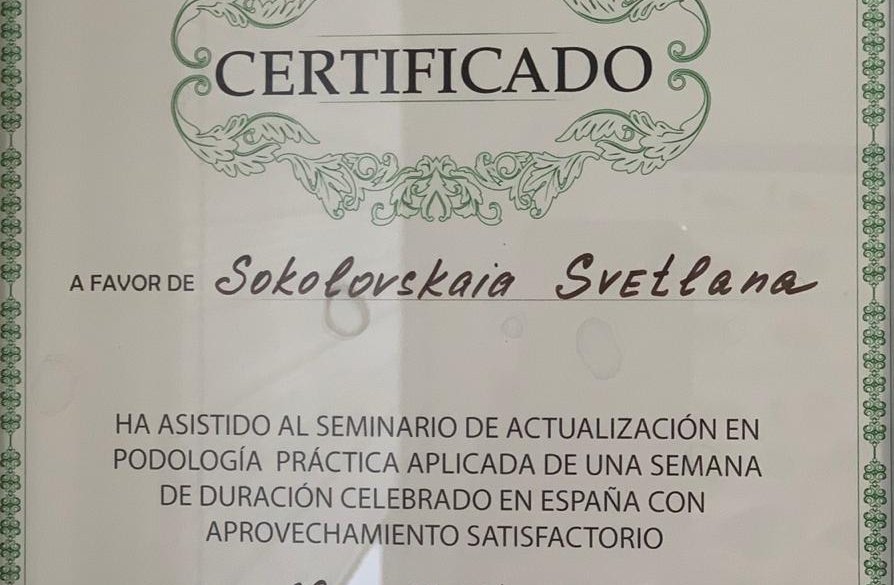 CERTIFICADO
A FAVOR DE Sokolovskaia Svetlana
HA ASISTIDO AL SEMINARIO DE ACTUALIZACIÓN EN
PODOLOGÍA PRÁCTICA APLICADA DE UNA SEMANA
DE DURACIÓN CELEBRADO EN ESPAÑA CON
APROVECHAMIENTO SATISFACTORIO